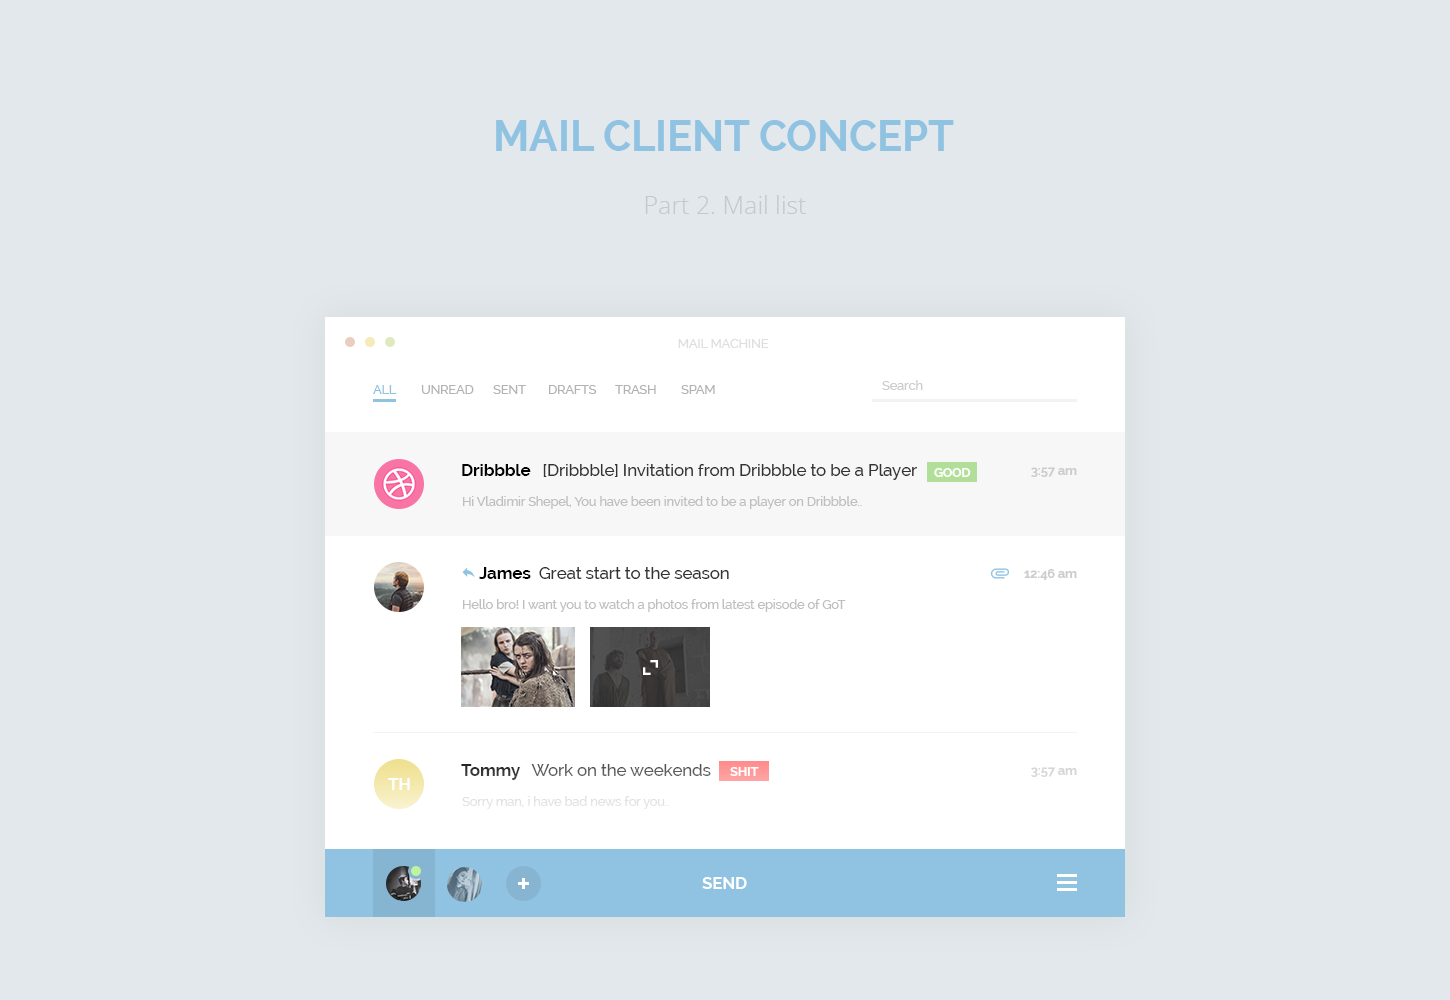 MAIL CLIENT CONCEPT
Part 2. Mail list
MAIL MACHINE
ALL UNREAD SENT DRAFTS TRASH SPAM Search
Dribbble [Dribbble] Invitation from Dribbble to be a Player GOOD 3:57 am
Hi Vladimir Shepel, You have been invited to be a player on Dribbble..
James Great start to the season 12:46 am
Hello bro! I want you to watch a photos from latest episode of GoT
TH Tommy Work on the weekends SHIT 3:57 am
Sorry man, i have bad news for you..
SEND